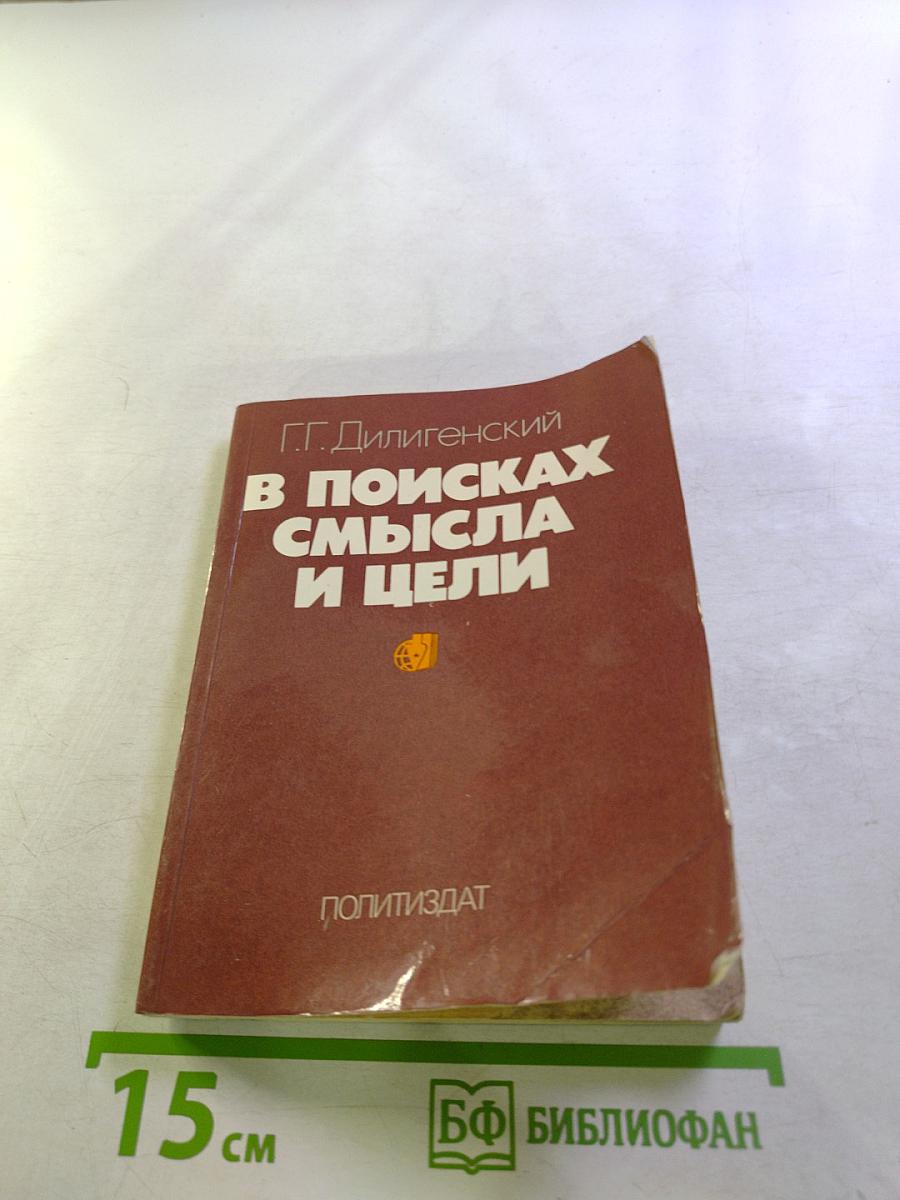 Г.Г. Дилигенский
В ПОИСКАХ
СМЫСЛА
И ЦЕЛИ
ПОЛИТИЗДАТ
15 см
БФ БИБЛИОФАН